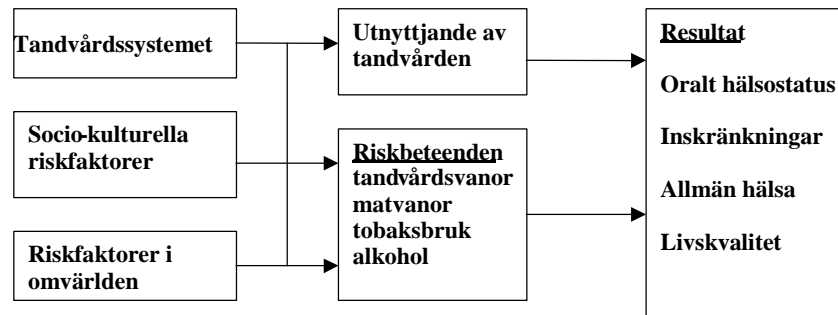 Tandvårdssystemet
Socio-kulturella
riskfaktorer
Riskfaktorer i
omvärlden
Utnyttjande av
tandvården
Riskbeteenden
tandvårdsvanor
matvanor
tobaksbruk
alkohol
Resultat
Oralt hälsostatus
Inskränkningar
Allmän hälsa
Livskvalitet